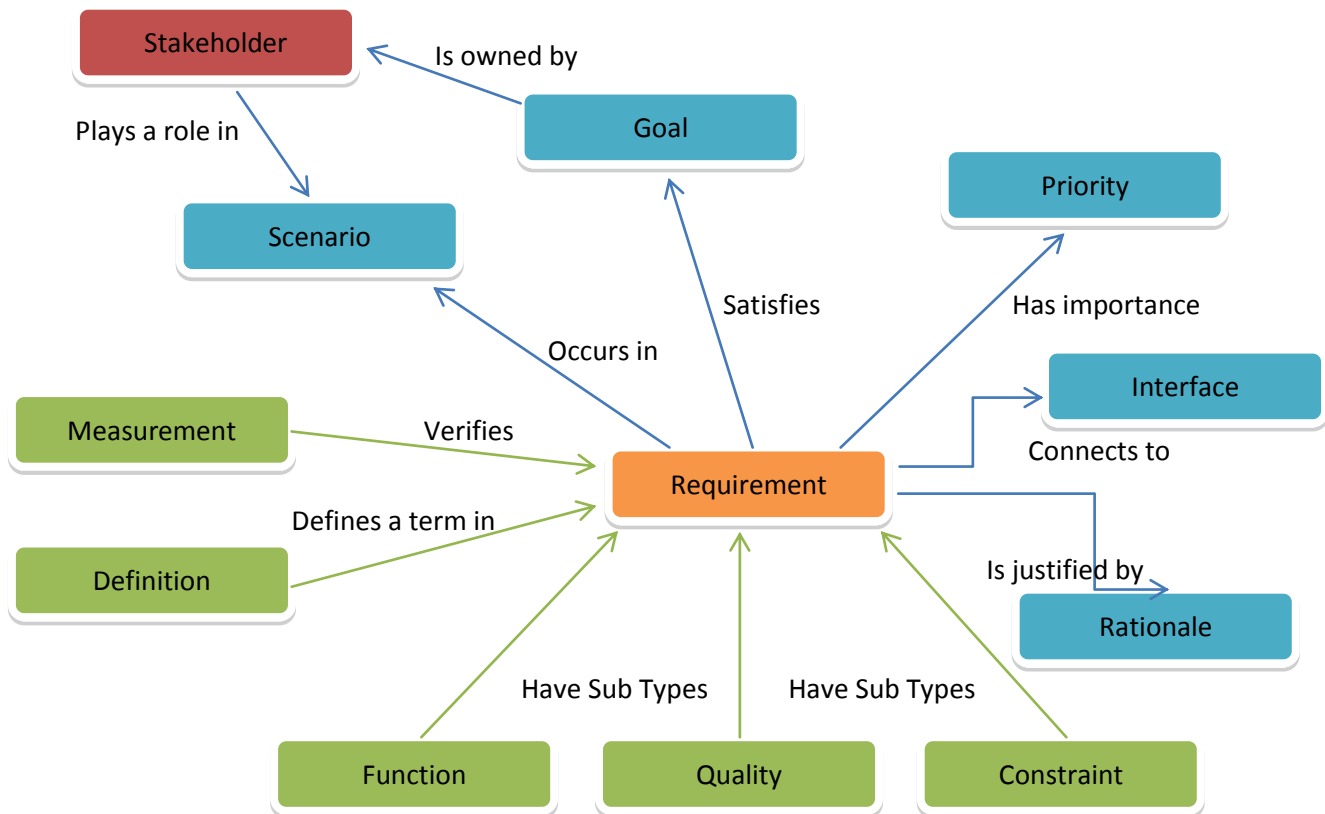 Stakeholder
Is owned by
Goal
Plays a role in
Priority
Scenario
Satisfies
Has importance
Occurs in
Interface
Measurement
Verifies
Connects to
Requirement
Defines a term in
Definition
Is justified by
Rationale
Have Sub Types
Have Sub Types
Function
Quality
Constraint